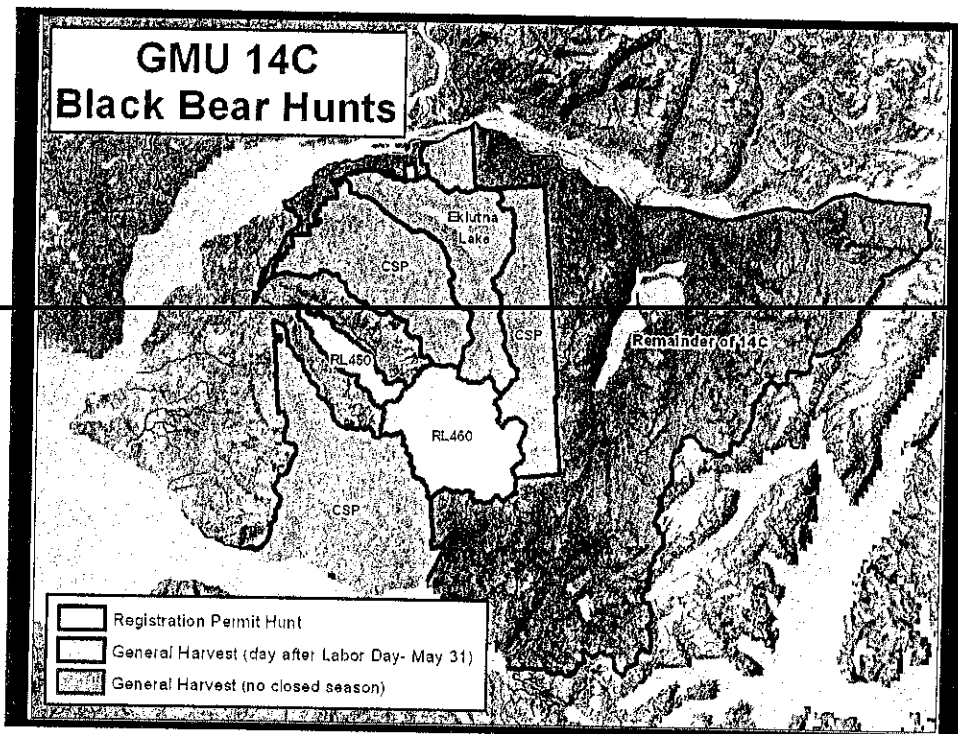 GMU 14C
Black Bear Hunts
Eklutna
Lake
CSP
CSP
Remainder of 14C
RL450
RL460
CSP
Registration Permit Hunt
General Harvest (day after Labor Day- May 31)
General Harvest (no closed season)